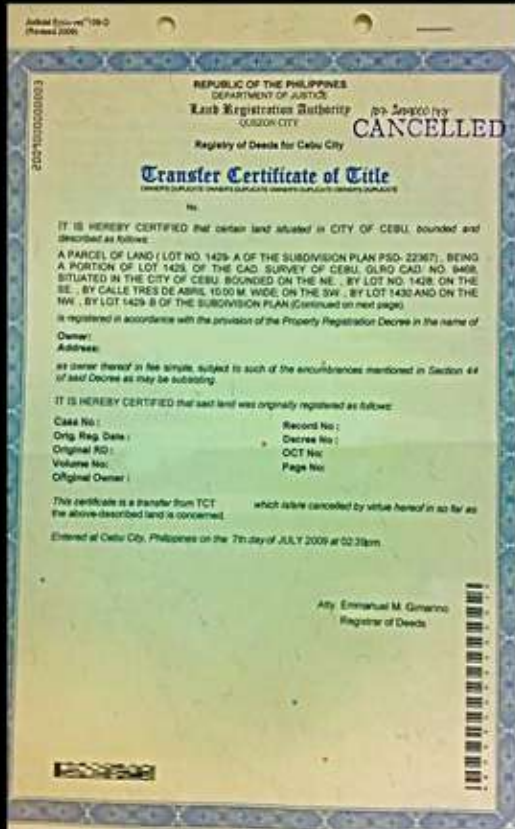 (Revised 2009)
2009000000003
REPUBLIC OF THE PHILIPPINES
DEPARTMENT OF JUSTICE
Land Registration Authority
QUEZON CITY
CANCELLED
Registry of Deeds for Cebu City
Transfer Certificate of Title
No.
IT IS HEREBY CERTIFIED that certain land situated in CITY OF CEBU, bounded and
described as follows:
A PARCEL OF LAND ( LOT NO. 1429- A OF THE SUBDIVISION PLAN PSD- 22367) , BEING
A PORTION OF LOT 1429, OF THE CAD. SURVEY OF CEBU, GLRO CAD. NO.
SITUATED IN THE CITY OF CEBU. BOUNDED ON THE NE. , BY LOT NO. 1428; ON THE
SE. , BY CALLE TRES DE ABRIL 10.00 M. WIDE; ON THE SW. , BY LOT 1430 AND ON THE
NW. , BY LOT 1429- B OF THE SUBDIVISION PLAN (Continued on next page)
is registered in accordance with the provision of the Property Registration Decree in the name of
Owner:
Address:
as owner thereof in fee simple, subject to such of the encumbrances mentioned in Section 44
of said Decree as may be subsisting.
IT IS HEREBY CERTIFIED that said land was originally registered as follows:
Case No :
Record No :
Orig. Reg. Date :
Decree No :
Original RD :
OCT No:
Volume No:
Page No:
Original Owner :
This certificate is a transfer from TCT which is/are cancelled by virtue hereof in so far as
the above-described land is concerned.
Entered at Cebu City, Philippines on the 7th day of JULY 2009 at 02:39pm.
Atty. Emmanuel M. Gimarino
Registrar of Deeds